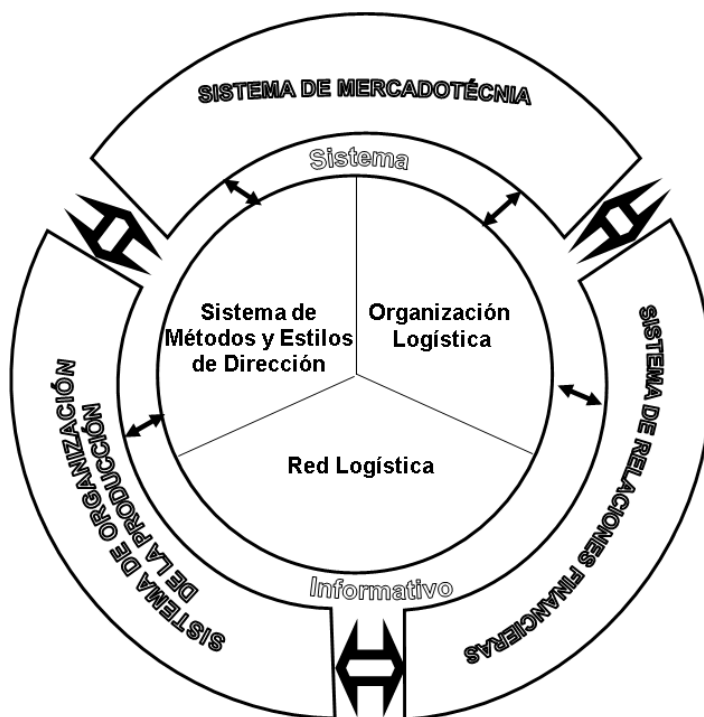 SISTEMA DE MERCADOTÉCNIA
Sistema
Sistema de
Métodos y Estilos
de Dirección
Organización
Logística
Red Logística
Informativo
SISTEMA DE ORGANIZACIÓN
DE LA PRODUCCIÓN
SISTEMA DE RELACIONES FINANCIERAS